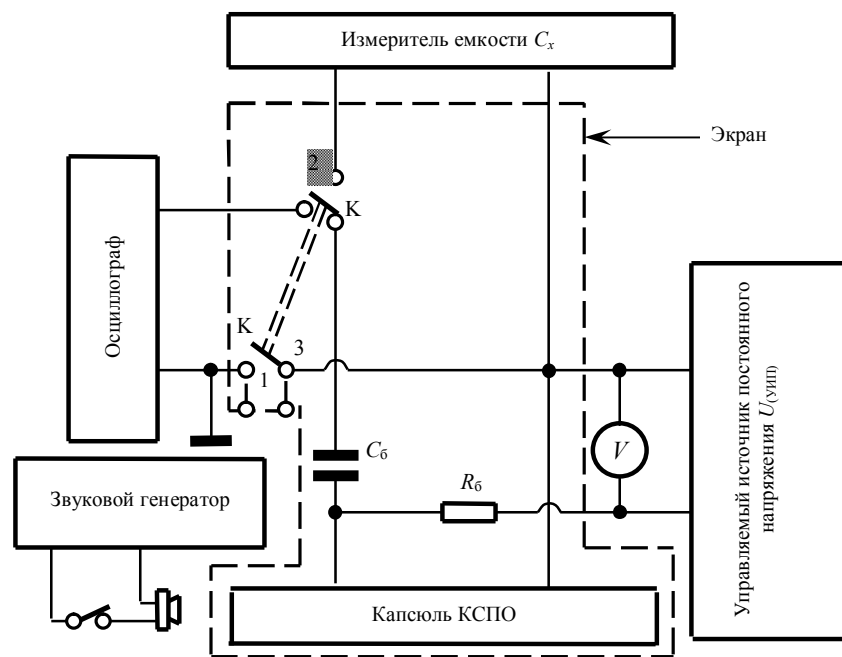 Измеритель емкости Cₓ
Экран
2
К
Осциллограф
К
3
1
Управляемый источник постоянного
напряжения U(УИП)
Cб
V
Rб
Звуковой генератор
Капсюль КСПО